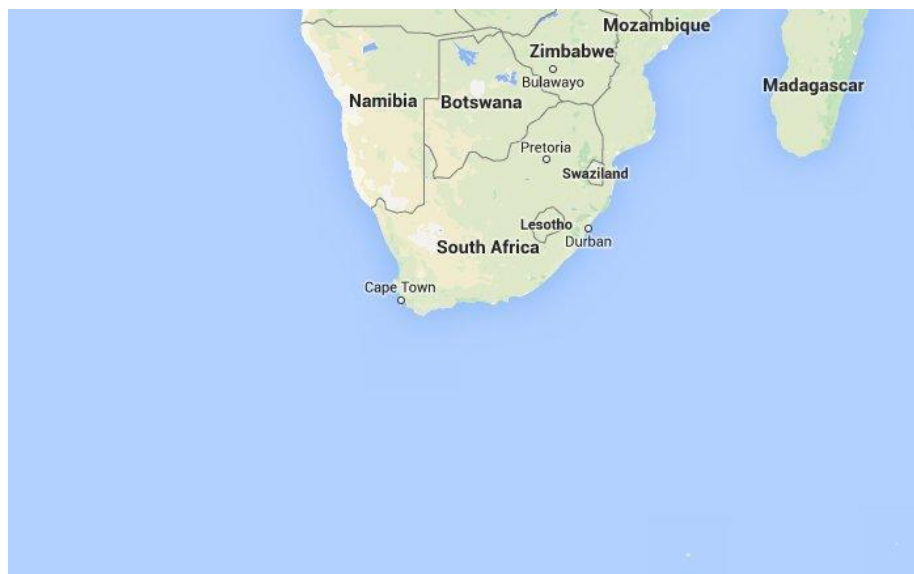 Mozambique
Zimbabwe
Bulawayo
Madagascar
Namibia
Botswana
Pretoria
Swaziland
Lesotho
Durban
South Africa
Cape Town